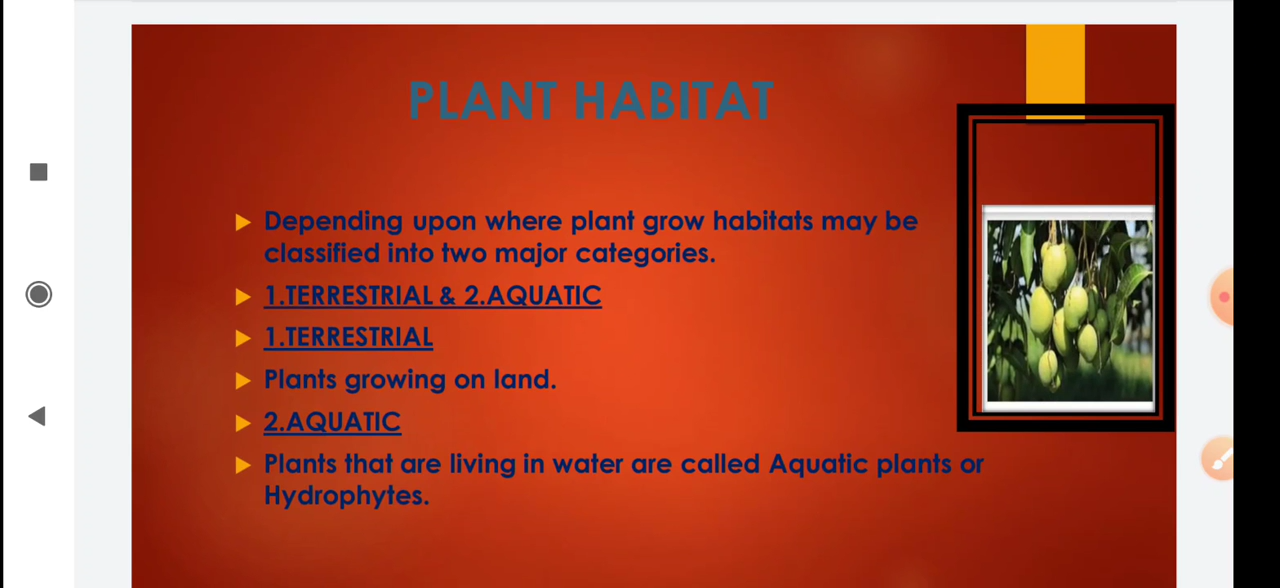 PLANT HABITAT
Depending upon where plant grow habitats may be
classified into two major categories.
1.TERRESTRIAL & 2.AQUATIC
1.TERRESTRIAL
Plants growing on land.
2.AQUATIC
Plants that are living in water are called Aquatic plants or
Hydrophytes.